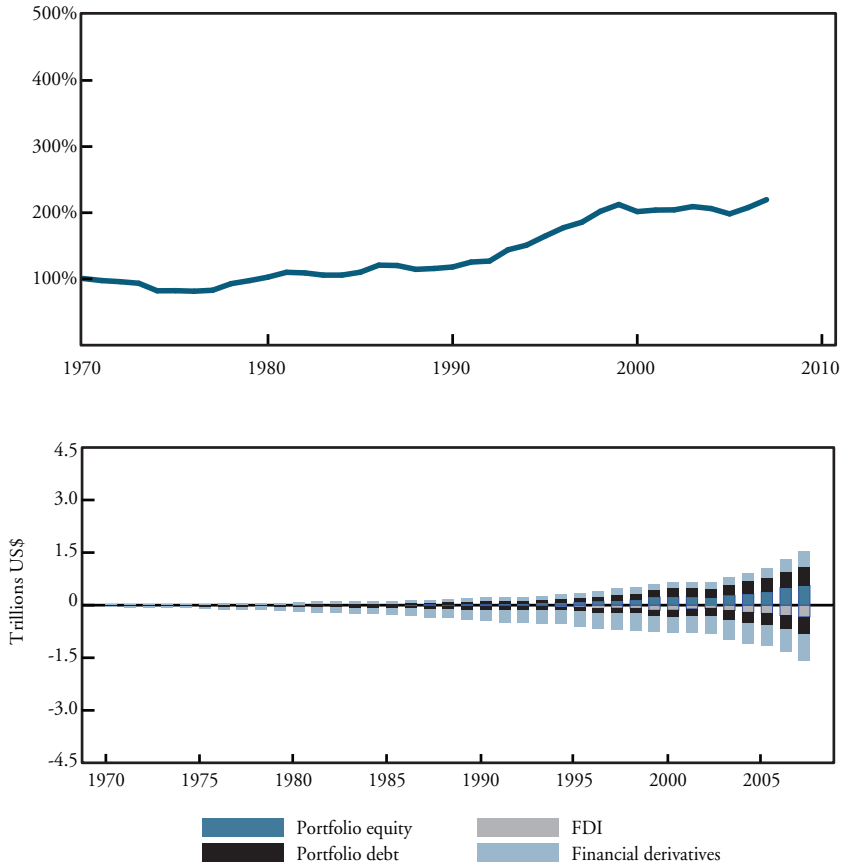 500%
400%
300%
200%
100%
1970 1980 1990 2000 2010
4.5
3.0
1.5
0
-1.5
-3.0
-4.5
Trillions US$
1970 1975 1980 1985 1990 1995 2000 2005
Portfolio equity FDI
Portfolio debt Financial derivatives